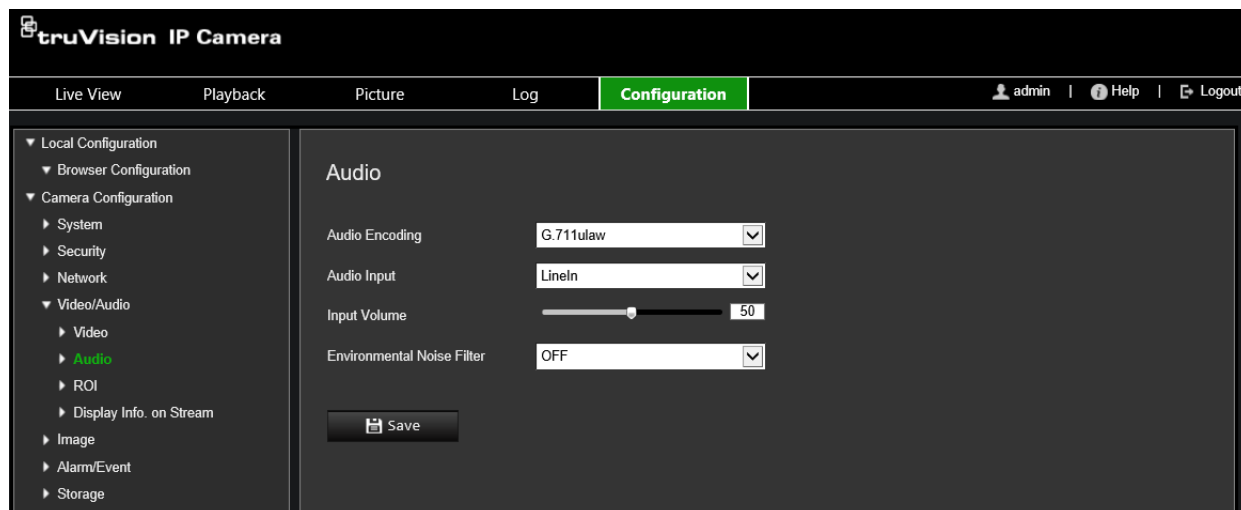 truVision IP Camera
Live View Playback Picture Log Configuration admin | Help | Logout
Local Configuration
Browser Configuration
Camera Configuration
System
Security
Network
Video/Audio
Video
Audio
ROI
Display Info. on Stream
Image
Alarm/Event
Storage
Audio
Audio Encoding G.711ulaw
Audio Input LineIn
Input Volume 50
Environmental Noise Filter OFF
Save